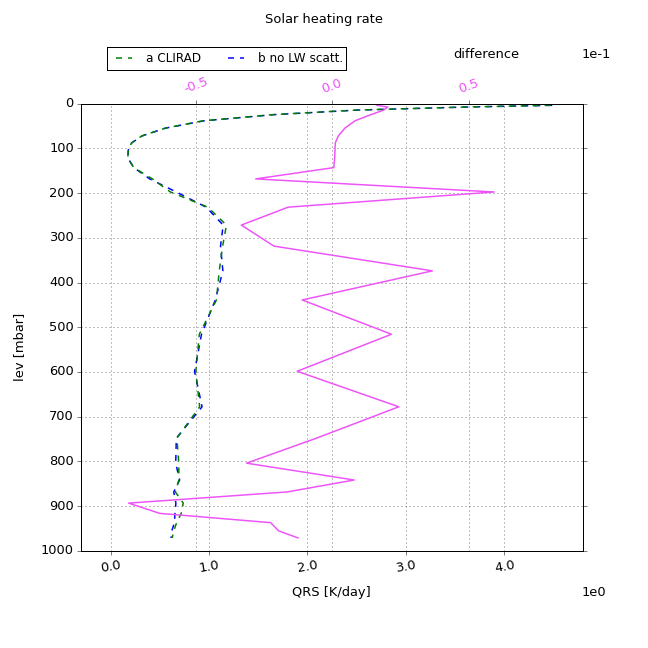 Solar heating rate
a CLIRAD
b no LW scatt.
difference
1e-1
-0.5
0.0
0.5
0
100
200
300
400
500
600
700
800
900
1000
lev [mbar]
0.0
1.0
2.0
3.0
4.0
QRS [K/day]
1e0